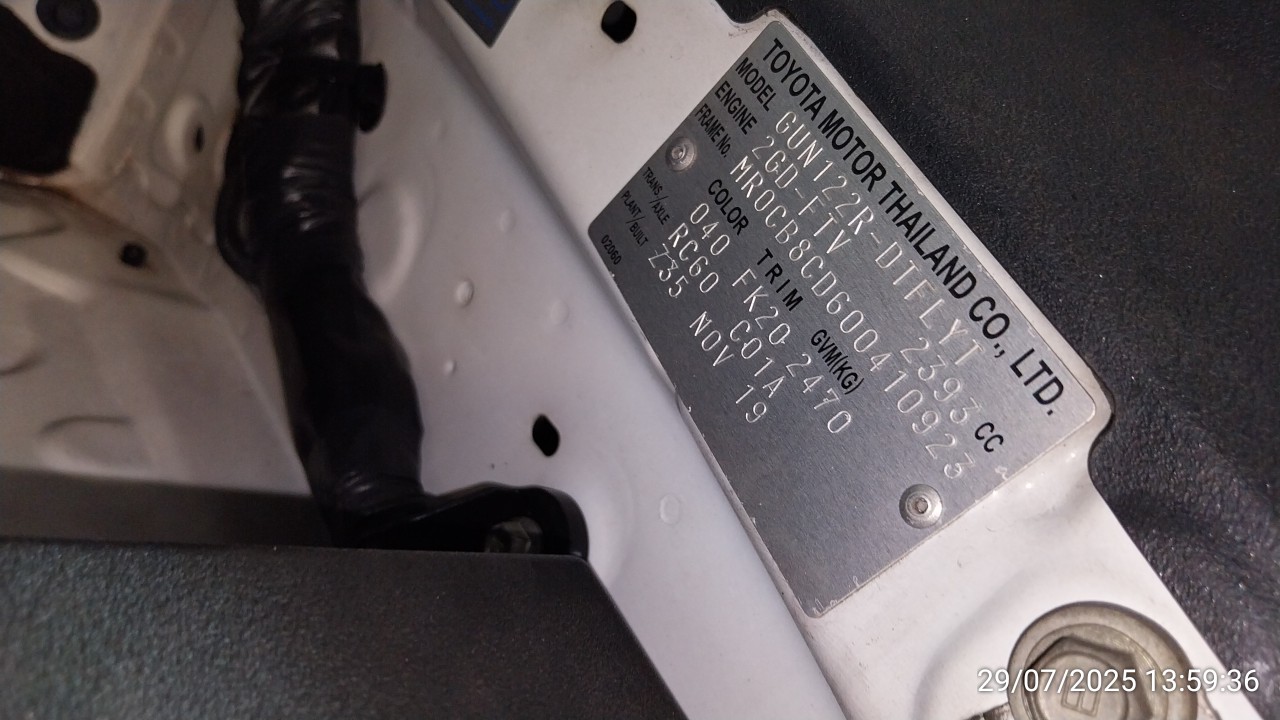 TOYOTA MOTOR THAILAND CO., LTD.
MODEL GUN122R-DTFLYT
ENGINE 2GD-FTV 2393 CC
FRAME No. MR0CB8CD600410923
COLOR TRIM GVM(KG)
040 FK20 2470
TRANS/AXLE RC60 C01A
PLANT/BUILT Z35 NOV 19
02060
29/07/2025 13:59:36